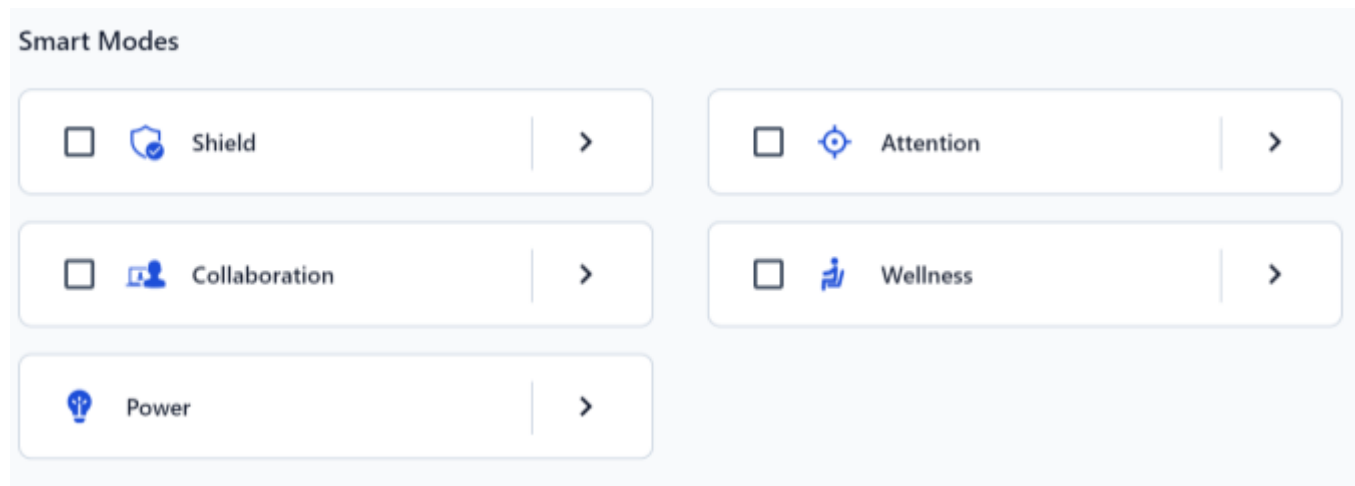 Smart Modes
Shield
Attention
Collaboration
Wellness
Power